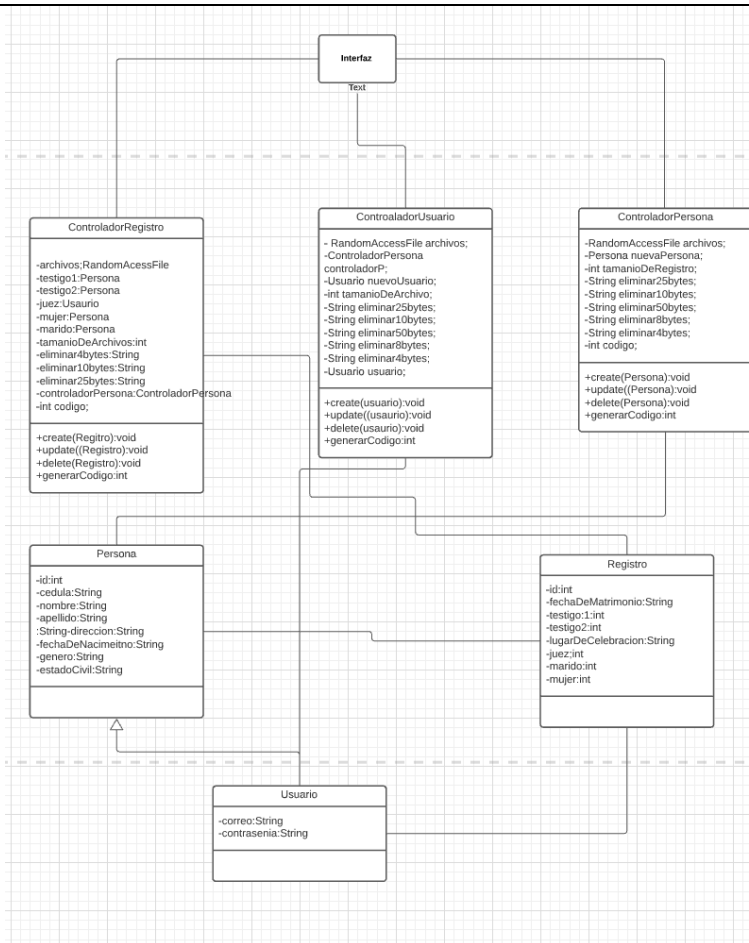 Interfaz
Text
ControladorRegistro
-archivos;RandomAcessFile
-testigo1:Persona
-testigo2:Persona
-juez:Usaurio
-mujer:Persona
-marido:Persona
-tamanioDeArchivos:int
-eliminar4bytes:String
-eliminar10bytes:String
-eliminar25bytes:String
-controladorPersona:ControladorPersona
-int codigo;
+create(Regitro):void
+update((Registro):void
+delete(Registro):void
+generarCodigo:int
ControaladorUsuario
- RandomAccessFile archivos;
-ControladorPersona
controladorP;
-Usuario nuevoUsuario;
-int tamanioDeArchivo;
-String eliminar25bytes;
-String eliminar10bytes;
-String eliminar50bytes;
-String eliminar8bytes;
-String eliminar4bytes;
-Usuario usuario;
+create(usuario):void
+update((usaurio):void
+delete(usuario):void
+generarCodigo:int
ControladorPersona
-RandomAccessFile archivos;
-Persona nuevaPersona;
-int tamanioDeRegistro;
-String eliminar25bytes;
-String eliminar10bytes;
-String eliminar50bytes;
-String eliminar8bytes;
-String eliminar4bytes;
-int codigo;
+create(Persona):void
+update((Persona):void
+delete(Persona):void
+generarCodigo:int
Persona
-id:int
-cedula:String
-nombre:String
-apellido:String
:String-direccion:String
-fechaDeNacimeitno:String
-genero:String
-estadoCivil:String
Registro
-id:int
-fechaDeMatrimonio:String
-testigo:1:int
-testigo2:int
-lugarDeCelebracion:String
-juez;int
-marido:int
-mujer:int
Usuario
-correo:String
-contrasenia:String